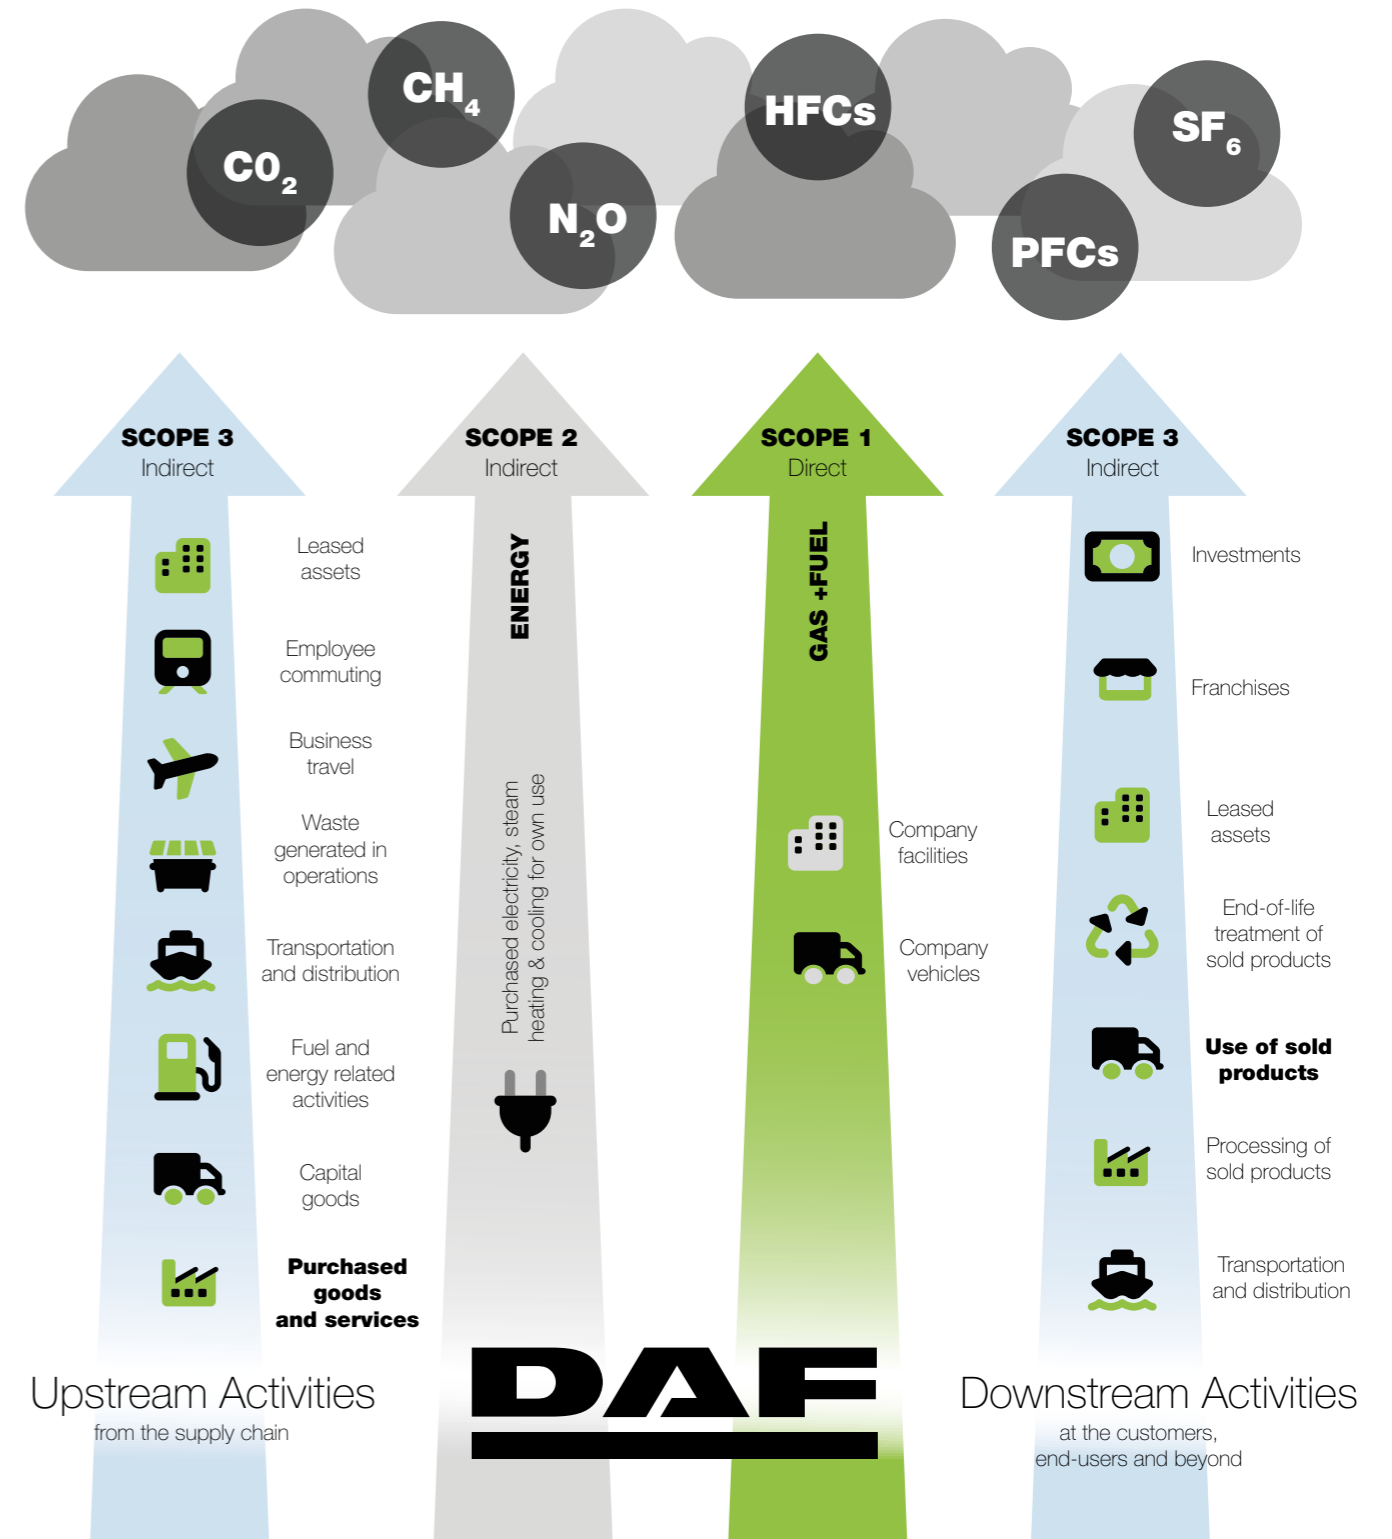 CH4
HFCs
SF6
C02
N2O
PFCs
SCOPE 3
Indirect
Leased
assets
Employee
commuting
Business
travel
Waste
generated in
operations
Transportation
and distribution
Fuel and
energy related
activities
Capital
goods
Purchased
goods
and services
Upstream Activities
from the supply chain
SCOPE 2
Indirect
ENERGY
Purchased electricity, steam
heating & cooling for own use
SCOPE 1
Direct
GAS +FUEL
Company
facilities
Company
vehicles
DAF
SCOPE 3
Indirect
Investments
Franchises
Leased
assets
End-of-life
treatment of
sold products
Use of sold
products
Processing of
sold products
Transportation
and distribution
Downstream Activities
at the customers,
end-users and beyond